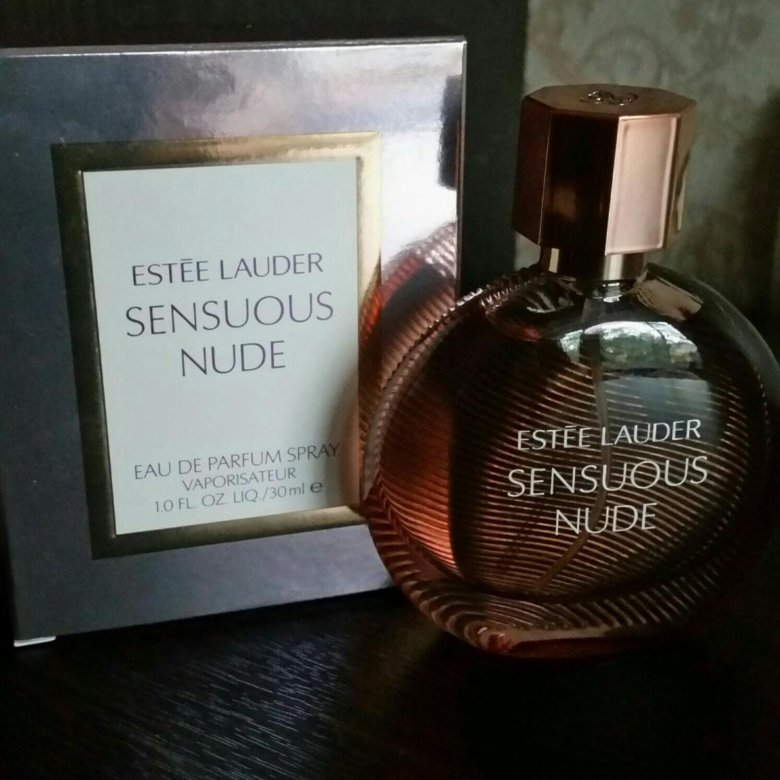 ESTĒE LAUDER
SENSUOUS
NUDE
EAU DE PARFUM SPRAY
VAPORISATEUR
1.0 FL. OZ. LIQ./30 ml ℮
ESTĒE LAUDER
SENSUOUS
NUDE